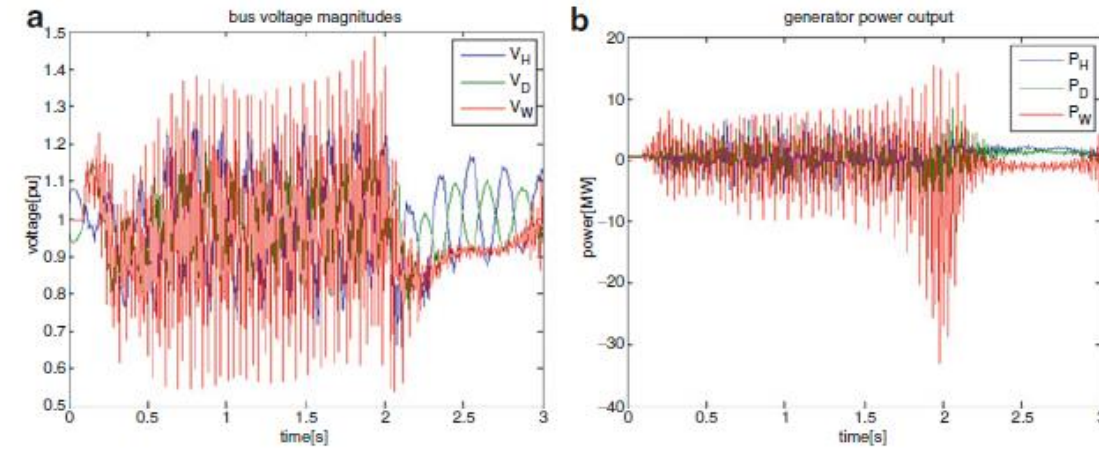 a
bus voltage magnitudes
1.5
1.4
1.3
1.2
1.1
1
0.9
0.8
0.7
0.6
0.5
voltage[pu]
V_H
V_D
V_W
0 0.5 1 1.5 2 2.5 3
time[s]
b
generator power output
20
10
0
−10
−20
−30
−40
power[MW]
P_H
P_D
P_W
0 0.5 1 1.5 2 2.5 3
time[s]